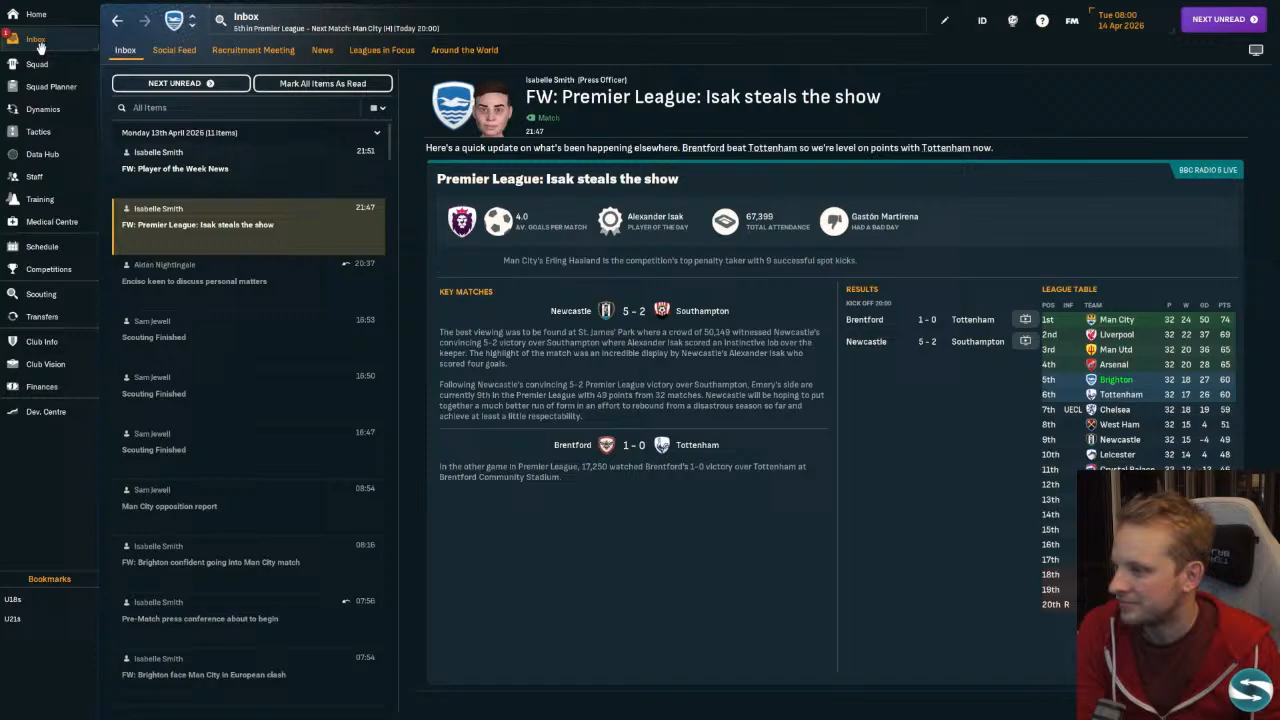 Home
1
Inbox
Squad
Squad Planner
Dynamics
Tactics
Data Hub
Staff
Training
Medical Centre
Schedule
Competitions
Scouting
Transfers
Club Info
Club Vision
Finances
Dev. Centre
Bookmarks
U18s
U21s
Inbox
5th in Premier League - Next Match: Man City (H) (Today 20:00)
ID
?
FM
Tue 08:00
14 Apr 2026
NEXT UNREAD
Inbox
Social Feed
Recruitment Meeting
News
Leagues in Focus
Around the World
NEXT UNREAD
Mark All Items As Read
All Items
Monday 13th April 2026 (11 Items)
Isabelle Smith 21:51
FW: Player of the Week News
Isabelle Smith 21:47
FW: Premier League: Isak steals the show
Aidan Nightingale 20:37
Enciso keen to discuss personal matters
Sam Jewell 16:53
Scouting Finished
Sam Jewell 16:50
Scouting Finished
Sam Jewell 16:47
Scouting Finished
Sam Jewell 08:54
Man City opposition report
Isabelle Smith 08:16
FW: Brighton confident going into Man City match
Isabelle Smith 07:56
Pre-Match press conference about to begin
Isabelle Smith 07:54
FW: Brighton face Man City in European clash
Isabelle Smith (Press Officer)
FW: Premier League: Isak steals the show
Match
21:47
Here's a quick update on what's been happening elsewhere. Brentford beat Tottenham so we're level on points with Tottenham now.
BBC RADIO 5 LIVE
Premier League: Isak steals the show
4.0
AV. GOALS PER MATCH
Alexander Isak
PLAYER OF THE DAY
67,399
TOTAL ATTENDANCE
Gastón Martirena
HAD A BAD DAY
Man City's Erling Haaland is the competition's top penalty taker with 9 successful spot kicks.
KEY MATCHES
Newcastle 5 - 2 Southampton
The best viewing was to be found at St. James' Park where a crowd of 50,149 witnessed Newcastle's
convincing 5-2 victory over Southampton where Alexander Isak scored an instinctive lob over the
keeper. The highlight of the match was an incredible display by Newcastle's Alexander Isak who
scored four goals.
Following Newcastle's convincing 5-2 Premier League victory over Southampton, Emery's side are
currently 9th in the Premier League with 49 points from 32 matches. Newcastle will be hoping to put
together a much better run of form in an effort to rebound from a disastrous season so far and
achieve at least a little respectability.
Brentford 1 - 0 Tottenham
In the other game in Premier League, 17,250 watched Brentford's 1-0 victory over Tottenham at
Brentford Community Stadium.
RESULTS
KICK OFF 20:00
Brentford 1 - 0 Tottenham
Newcastle 5 - 2 Southampton
LEAGUE TABLE
POS INF TEAM P W GD PTS
1st Man City 32 24 50 74
2nd Liverpool 32 22 37 69
3rd Man Utd 32 20 36 65
4th Arsenal 32 20 28 65
5th Brighton 32 18 27 60
6th Tottenham 32 17 26 60
7th UECL Chelsea 32 18 19 59
8th West Ham 32 15 4 51
9th Newcastle 32 15 -4 49
10th Leicester 32 14 4 48
11th Crystal Palace
12th
13th
14th
15th
16th
17th
18th
19th
20th R